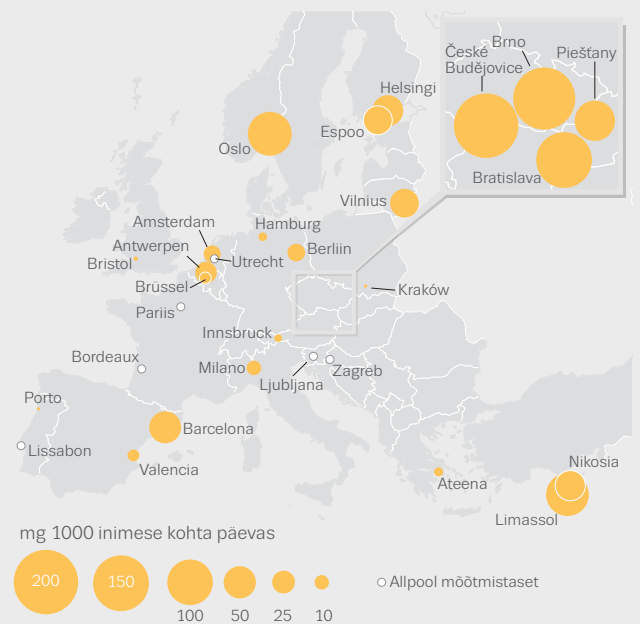 Brno
České
Budějovice
Piešťany
Helsingi
Espoo
Oslo
Bratislava
Vilnius
Amsterdam
Hamburg
Antwerpen
Berliin
Utrecht
Bristol
Brüssel
Kraków
Pariis
Innsbruck
Bordeaux
Milano
Zagreb
Ljubljana
Porto
Barcelona
Lissabon
Valencia
Nikosia
Ateena
Limassol
mg 1000 inimese kohta päevas
200
150
100
50
25
10
Allpool mõõtmistaset